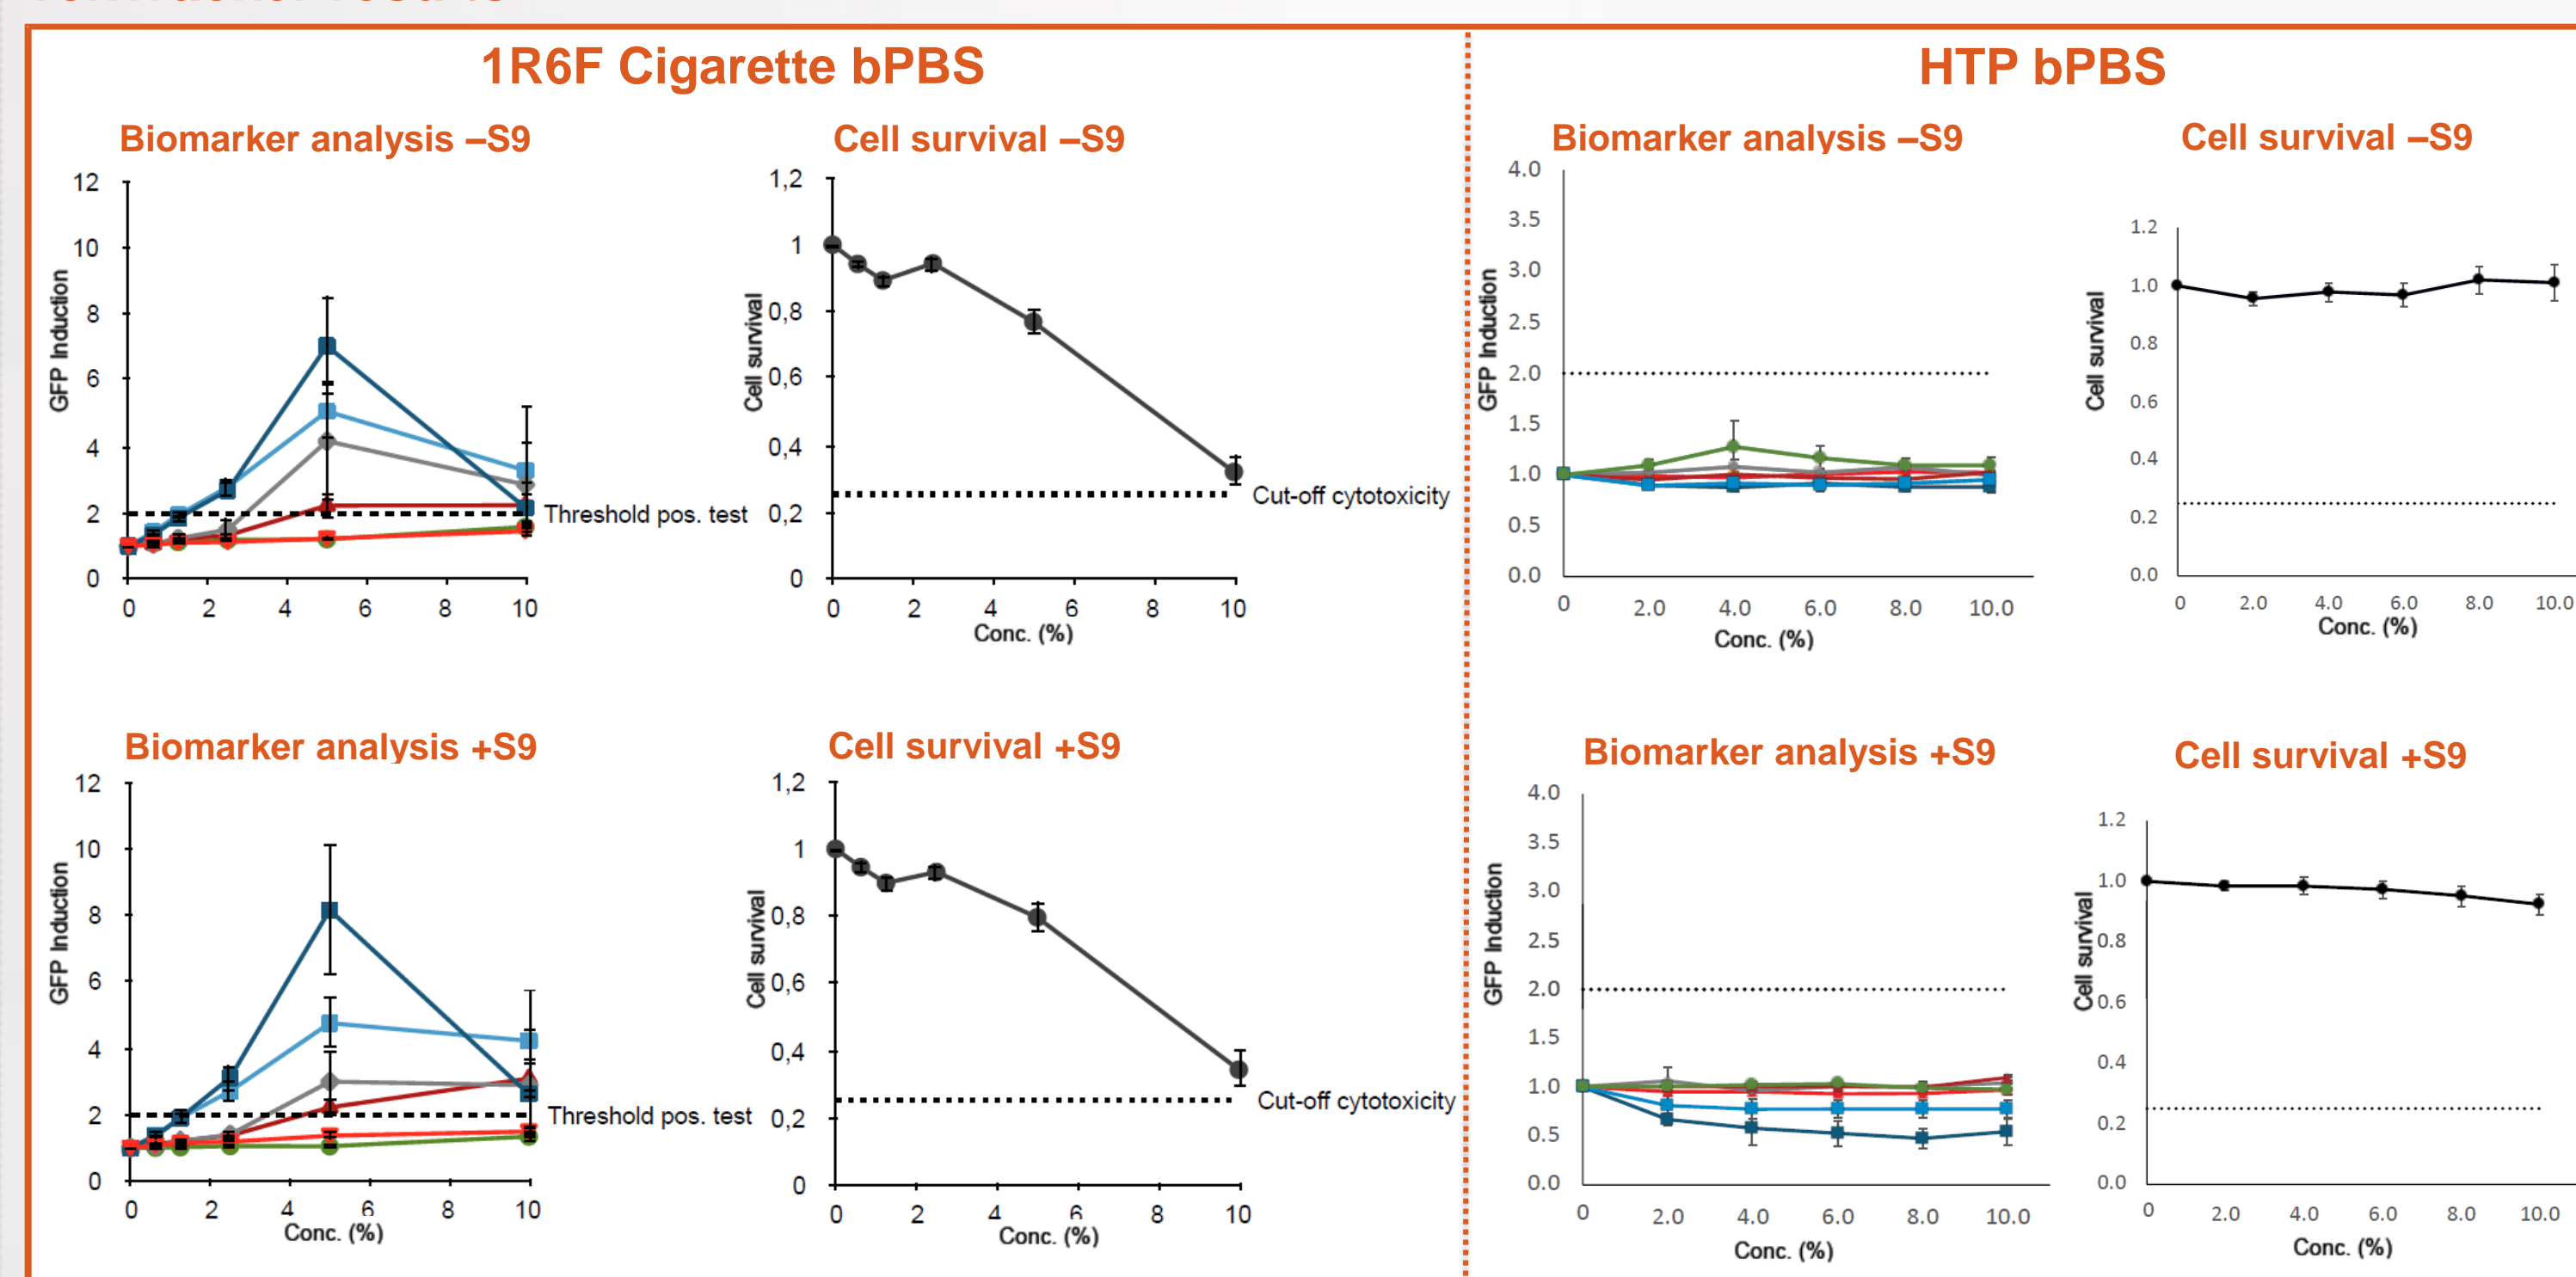 1R6F Cigarette bPBS
HTP bPBS
Biomarker analysis –S9
Cell survival –S9
Biomarker analysis –S9
Cell survival –S9
12
10
8
6
4
2
0
GFP Induction
0 2 4 6 8 10
Threshold pos. test
1,2
1
0,8
0,6
0,4
0,2
0
Cell survival
0 2 4 6 8 10
Conc. (%)
Cut-off cytotoxicity
4.0
3.5
3.0
2.5
2.0
1.5
1.0
0.5
0.0
GFP Induction
0 2.0 4.0 6.0 8.0 10.0
Conc. (%)
1.2
1.0
0.8
0.6
0.4
0.2
0.0
Cell survival
0 2.0 4.0 6.0 8.0 10.0
Conc. (%)
Biomarker analysis +S9
Cell survival +S9
Biomarker analysis +S9
Cell survival +S9
12
10
8
6
4
2
0
GFP Induction
0 2 4 6 8 10
Conc. (%)
Threshold pos. test
1,2
1
0,8
0,6
0,4
0,2
0
Cell survival
0 2 4 6 8 10
Conc. (%)
Cut-off cytotoxicity
4.0
3.5
3.0
2.5
2.0
1.5
1.0
0.5
0.0
GFP Induction
0 2.0 4.0 6.0 8.0 10.0
Conc. (%)
1.2
1.0
0.8
0.6
0.4
0.2
0.0
Cell survival
0 2.0 4.0 6.0 8.0 10.0
Conc. (%)